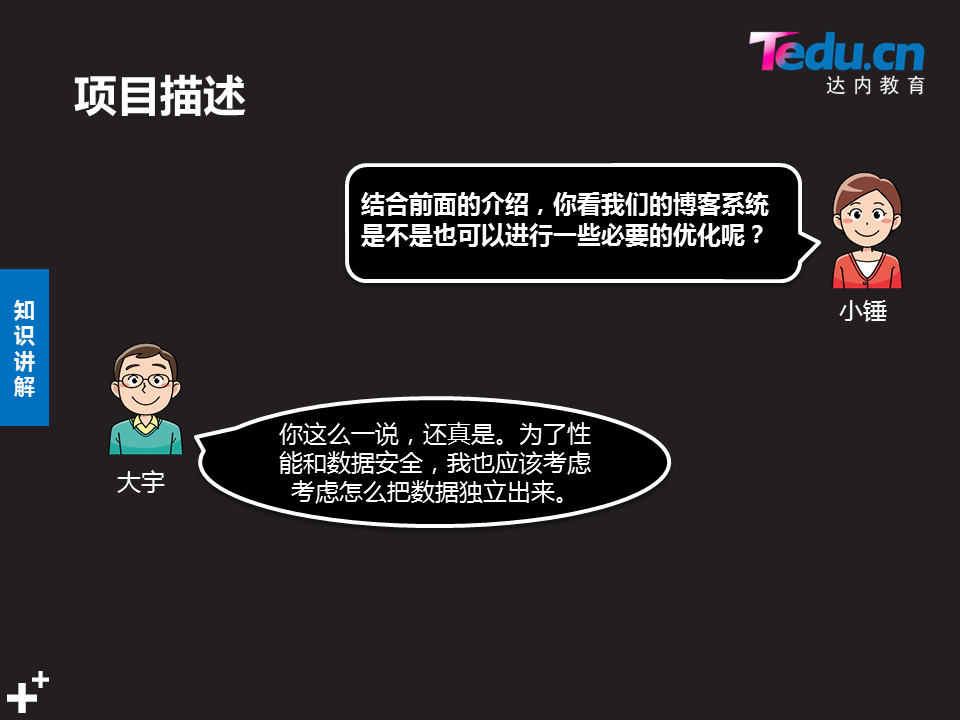 Tedu.cn
达内教育
项目描述
结合前面的介绍，你看我们的博客系统
是不是也可以进行一些必要的优化呢？
小锤
知
识
讲
解
大宇
你这么一说，还真是。为了性
能和数据安全，我也应该考虑
考虑怎么把数据独立出来。